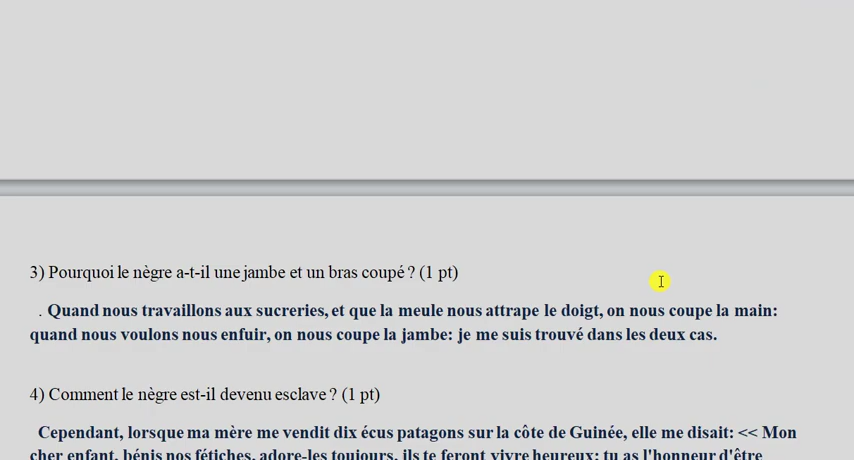 3) Pourquoi le nègre a-t-il une jambe et un bras coupé ? (1 pt)
. Quand nous travaillons aux sucreries, et que la meule nous attrape le doigt, on nous coupe la main:
quand nous voulons nous enfuir, on nous coupe la jambe: je me suis trouvé dans les deux cas.
4) Comment le nègre est-il devenu esclave ? (1 pt)
Cependant, lorsque ma mère me vendit dix écus patagons sur la côte de Guinée, elle me disait: << Mon
cher enfant, bénis nos fétiches, adore-les toujours, ils te feront vivre heureux; tu as l'honneur d'être